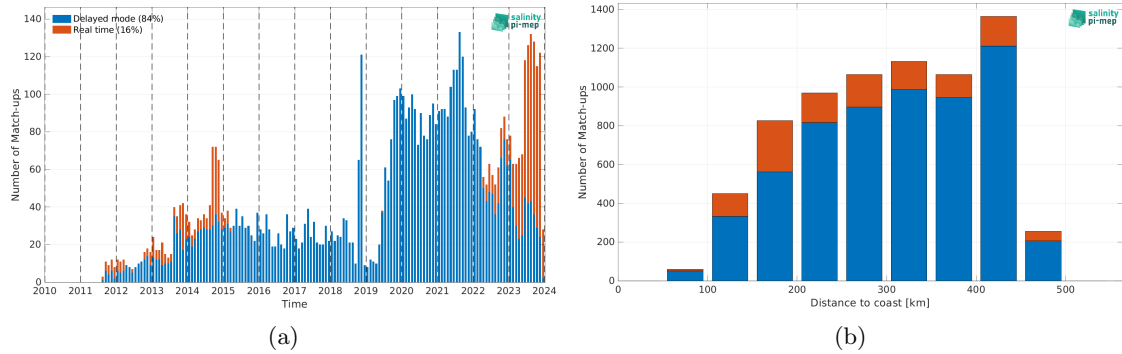 Delayed mode (84%)
Real time (16%)
salinity
pi-mep
140
120
100
80
60
40
20
0
Number of Match-ups
2010 2011 2012 2013 2014 2015 2016 2017 2018 2019 2020 2021 2022 2023 2024
Time
(a)
salinity
pi-mep
1400
1200
1000
800
600
400
200
0
Number of Match-ups
0 100 200 300 400 500
Distance to coast [km]
(b)